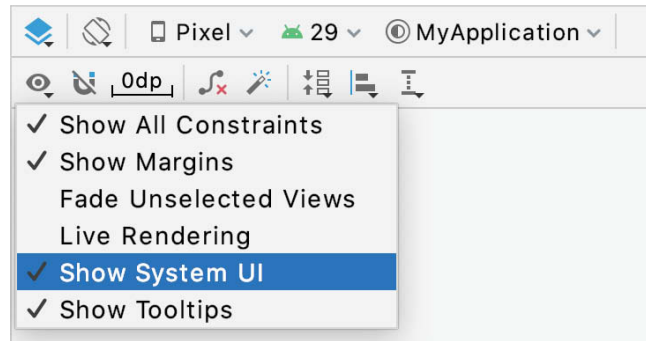 Pixel 29 MyApplication
0dp
Show All Constraints
Show Margins
Fade Unselected Views
Live Rendering
Show System UI
Show Tooltips